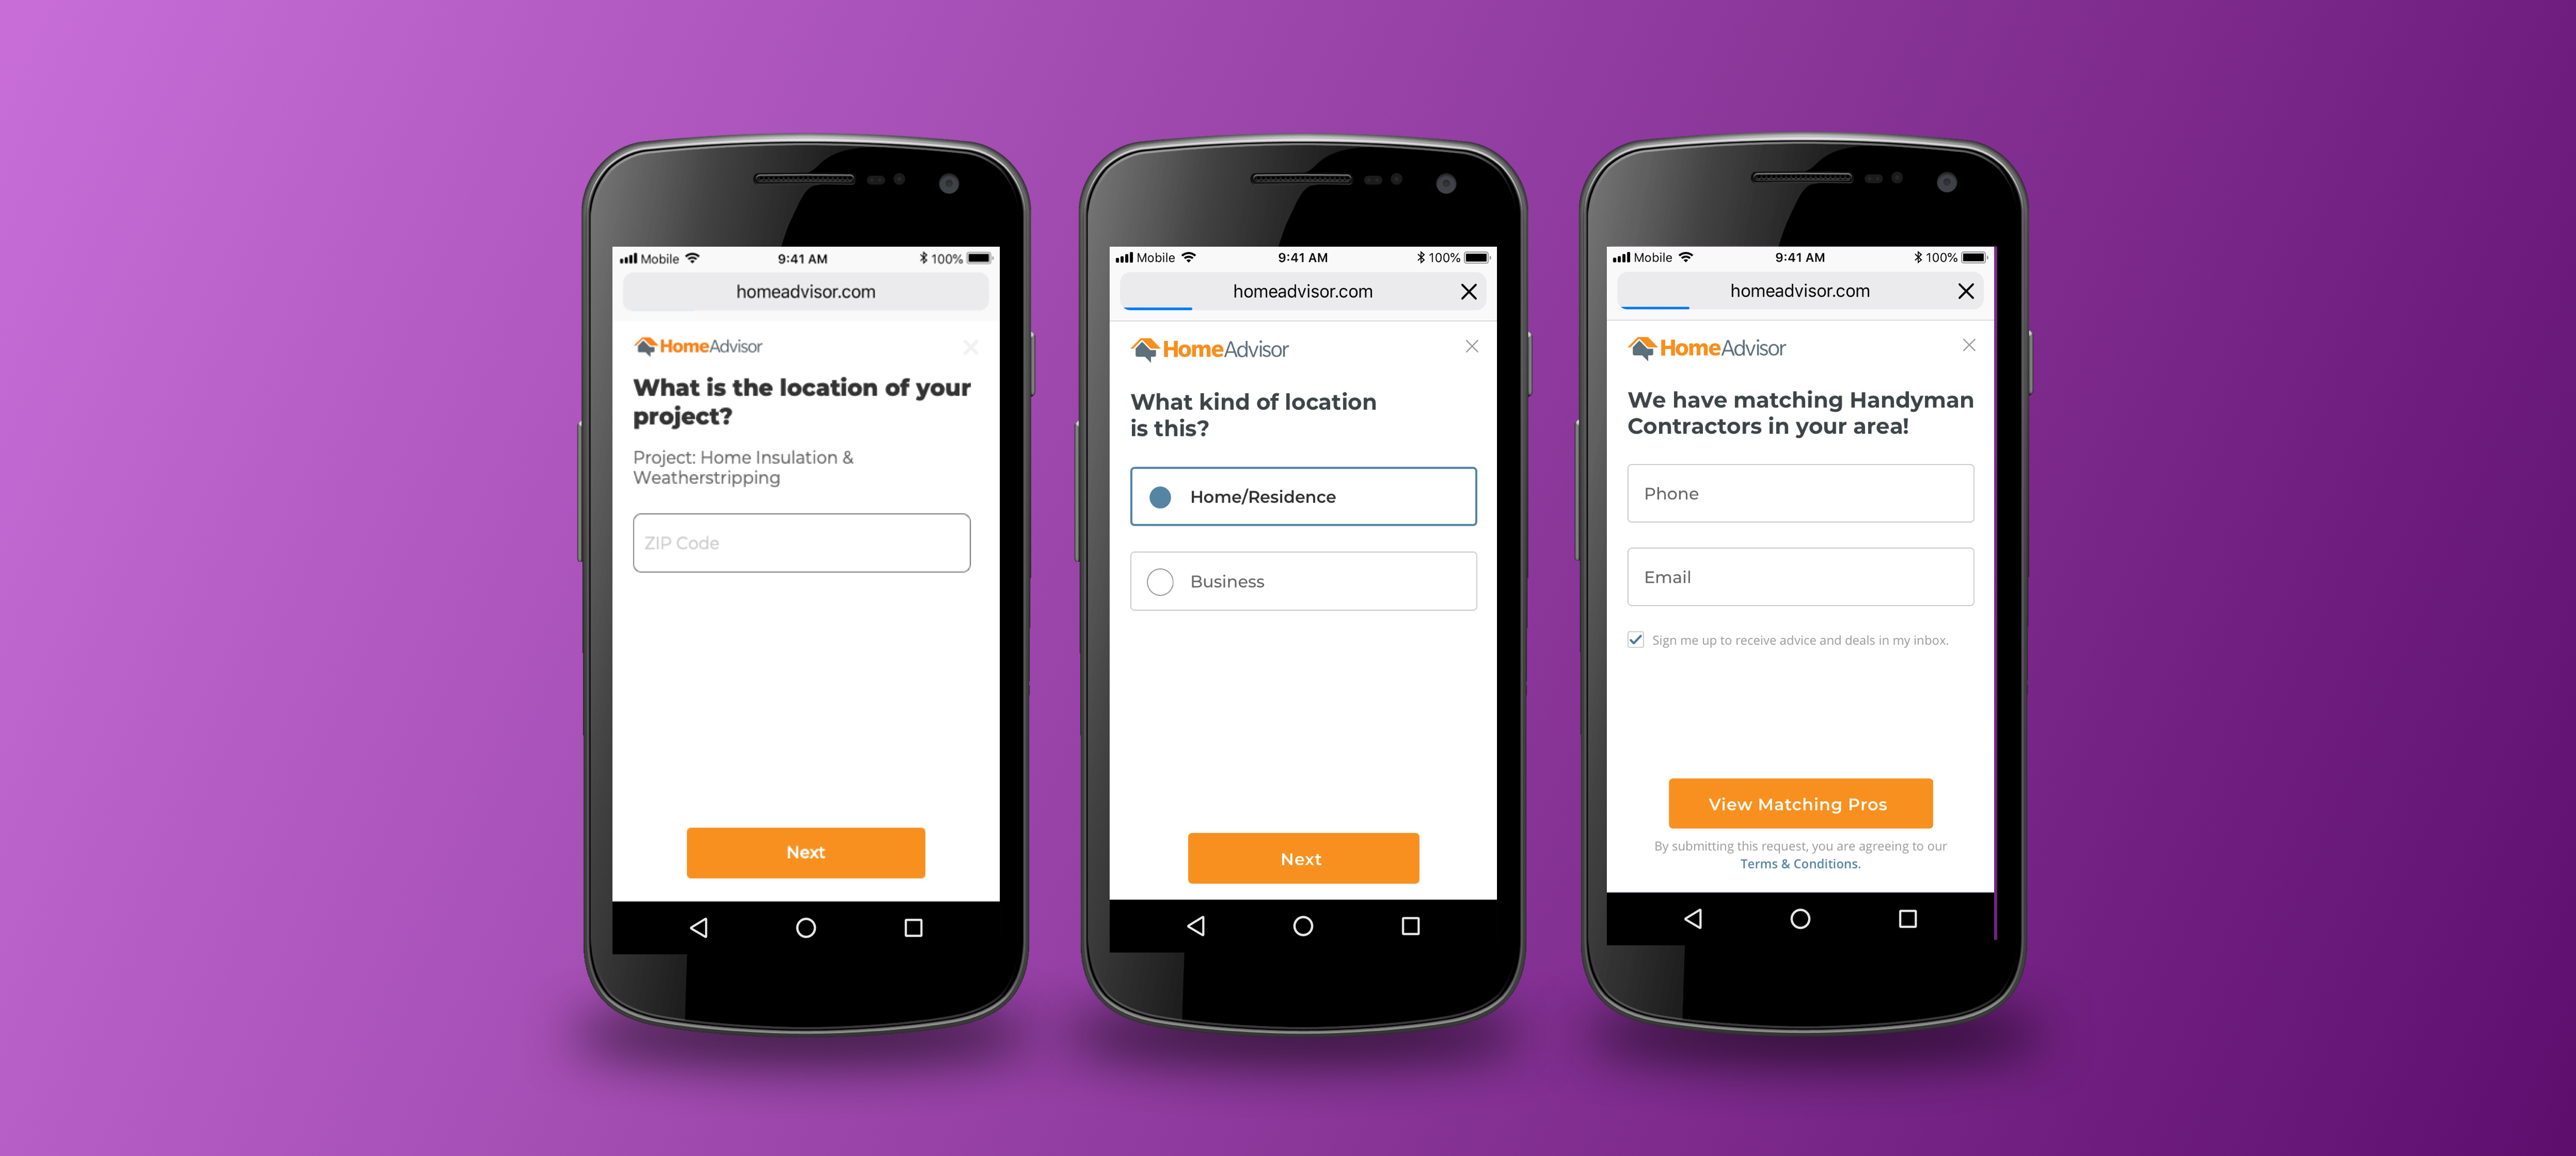 Mobile 9:41 AM 100%
homeadvisor.com
HomeAdvisor
What is the location of your
project?
Project: Home Insulation &
Weatherstripping
ZIP Code
Next
Mobile 9:41 AM 100%
homeadvisor.com
HomeAdvisor
What kind of location
is this?
Home/Residence
Business
Next
Mobile 9:41 AM 100%
homeadvisor.com
HomeAdvisor
We have matching Handyman
Contractors in your area!
Phone
Email
Sign me up to receive advice and deals in my inbox.
View Matching Pros
By submitting this request, you are agreeing to our
Terms & Conditions.